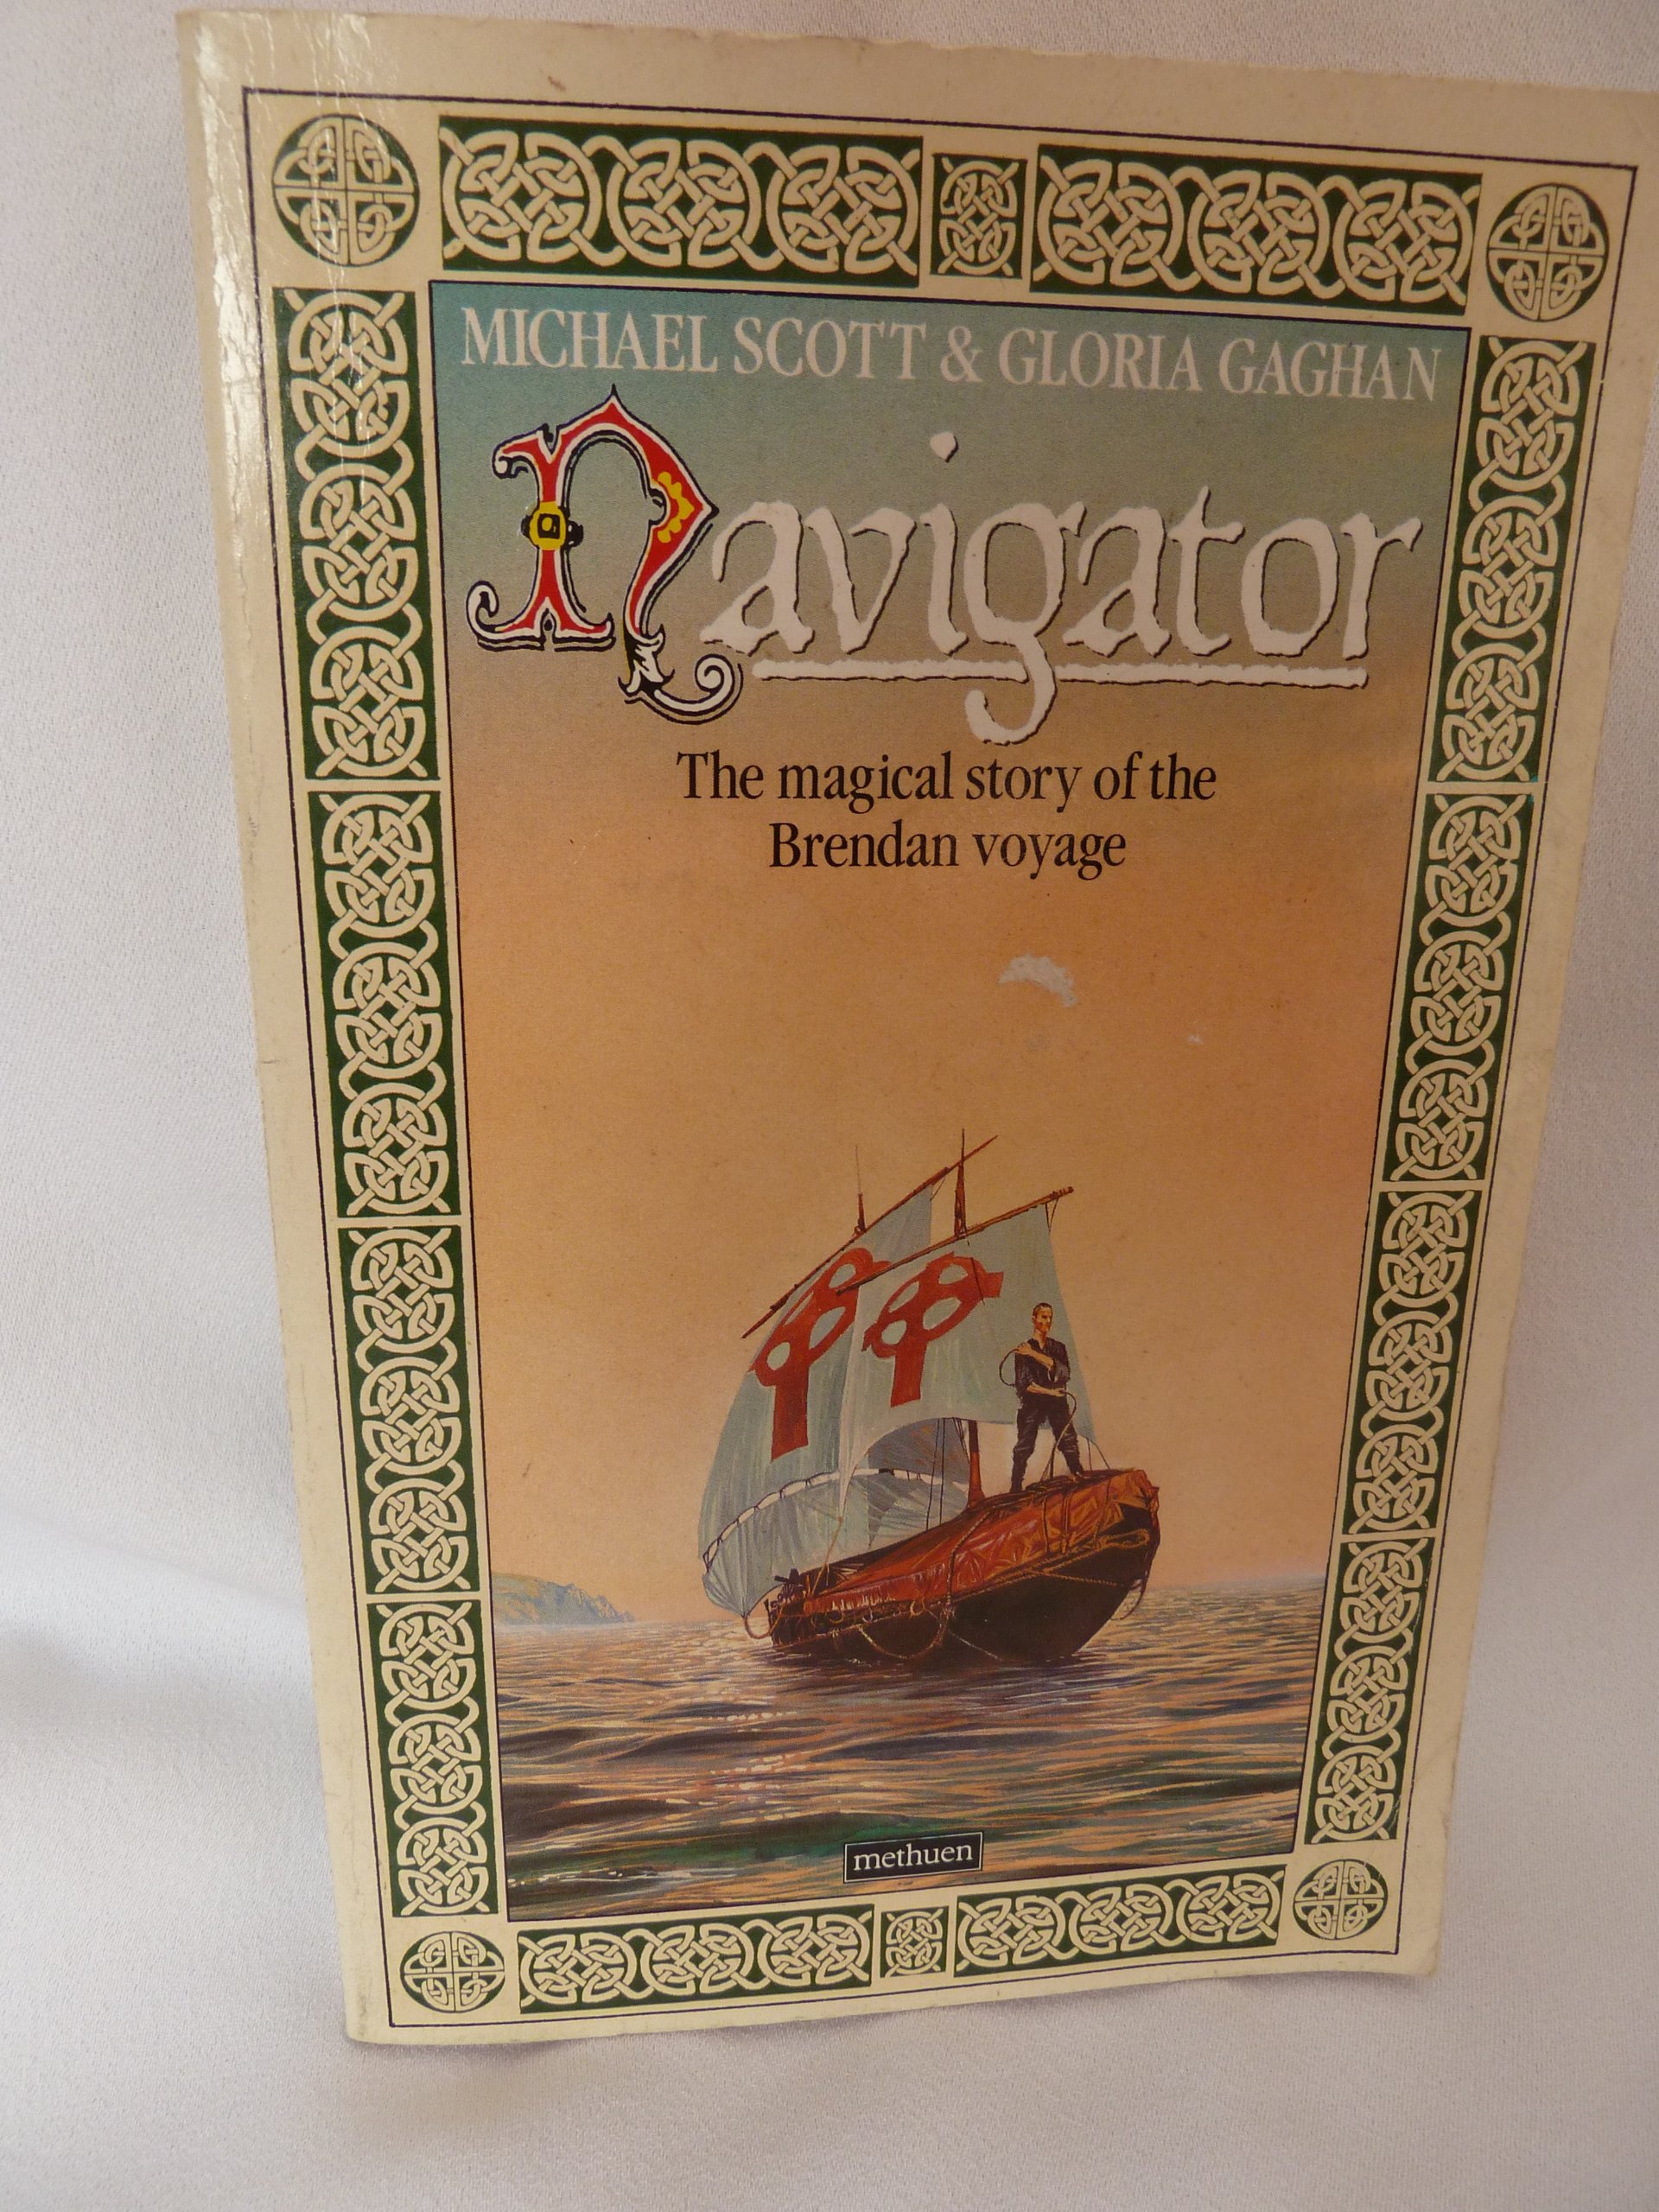 MICHAEL SCOTT & GLORIA GAGHAN
Navigator
The magical story of the
Brendan voyage
methuen